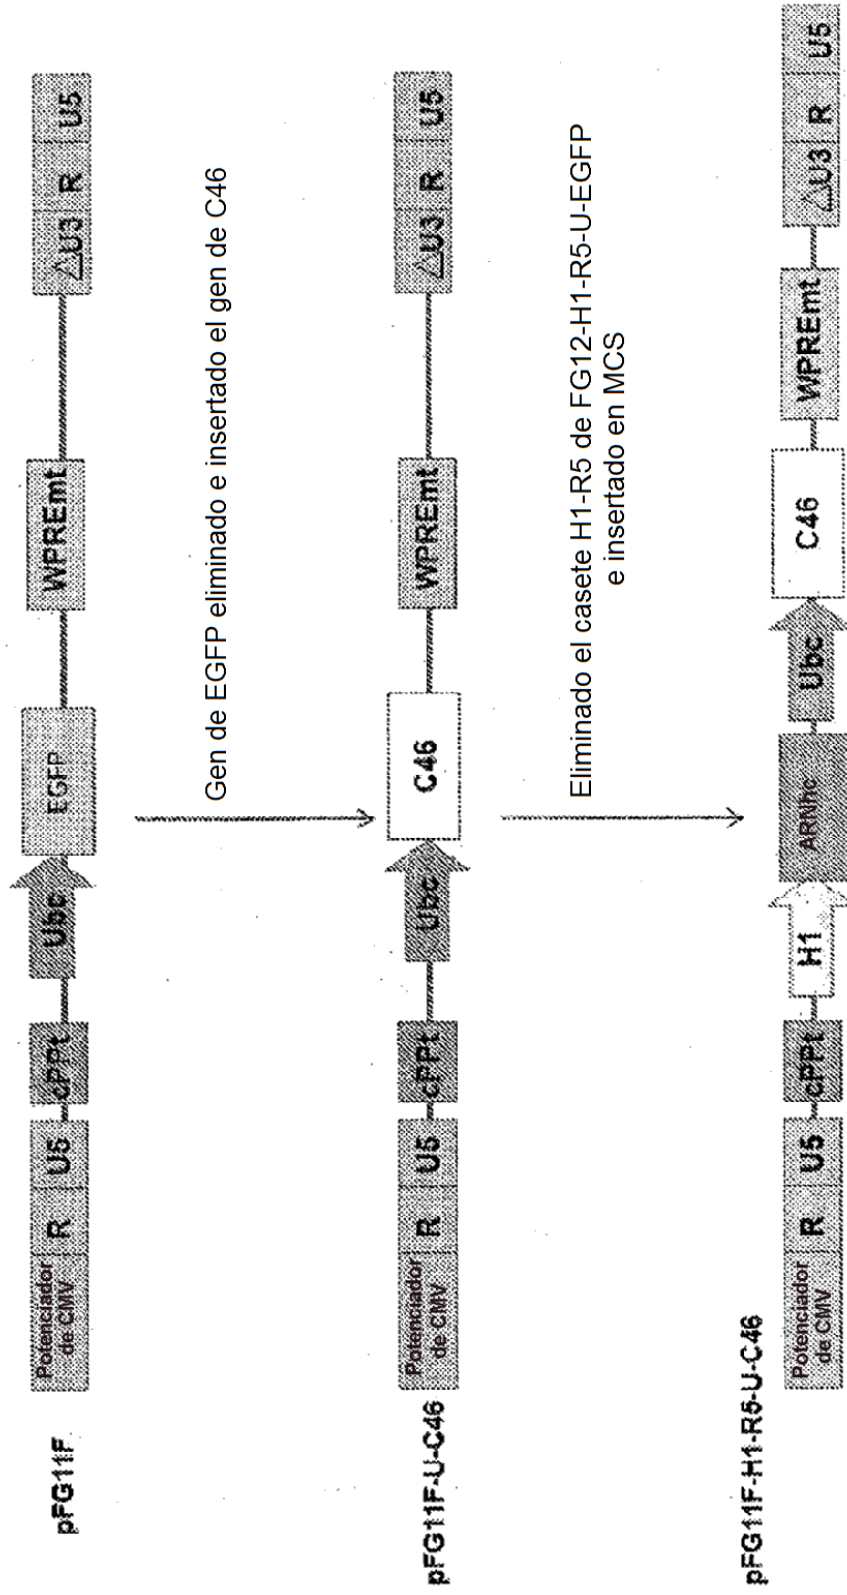 pFG11F
Potenciador de CMV R U5 cPPt Ubc EGFP WPREmt △U3 R U5
Gen de EGFP eliminado e insertado el gen de C46
pFG11F-U-C46
Potenciador de CMV R U5 cPPt Ubc C46 WPREmt △U3 R U5
Eliminado el casete H1-R5 de FG12-H1-R5-U-EGFP
e insertado en MCS
pFG11F-H1-R5-U-C46
Potenciador de CMV R U5 cPPt H1 ARNhc Ubc C46 WPREmt △U3 R U5